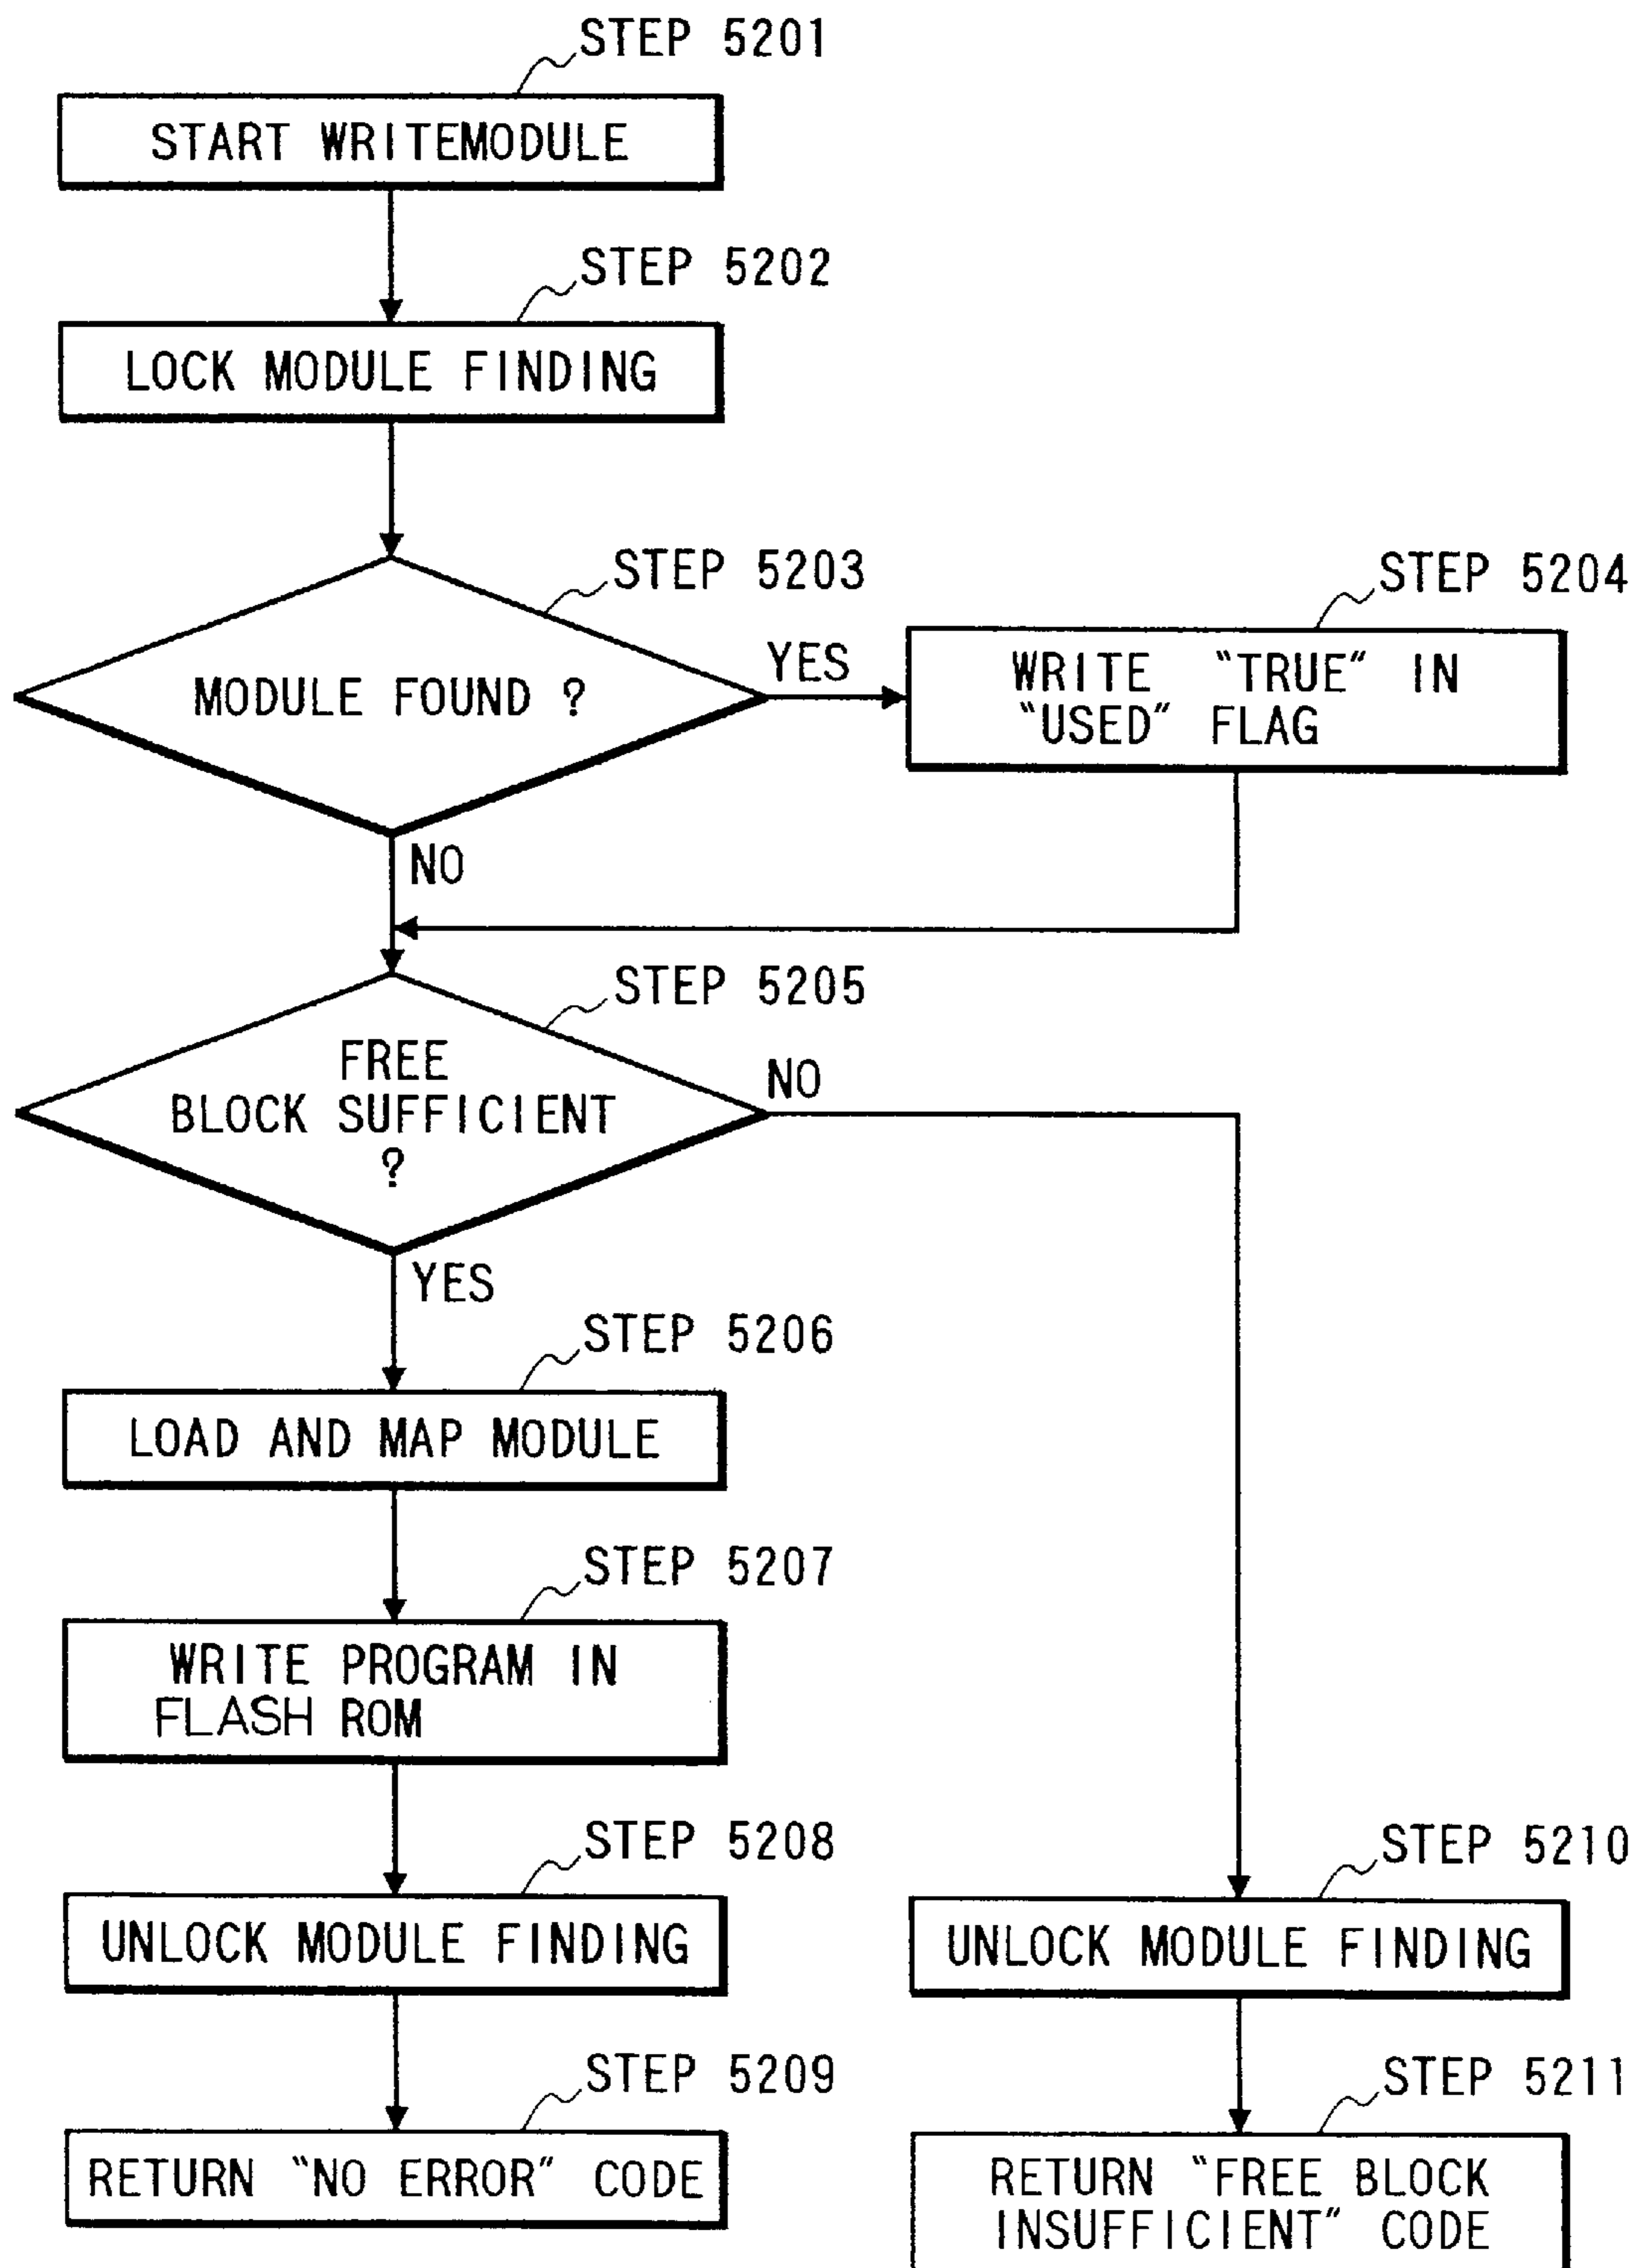 STEP 5201
START WRITEMODULE
STEP 5202
LOCK MODULE FINDING
STEP 5203
MODULE FOUND ?
YES
NO
STEP 5204
WRITE "TRUE" IN
"USED" FLAG
STEP 5205
FREE
BLOCK SUFFICIENT
?
NO
YES
STEP 5206
LOAD AND MAP MODULE
STEP 5207
WRITE PROGRAM IN
FLASH ROM
STEP 5208
UNLOCK MODULE FINDING
STEP 5209
RETURN "NO ERROR" CODE
STEP 5210
UNLOCK MODULE FINDING
STEP 5211
RETURN "FREE BLOCK
INSUFFICIENT" CODE